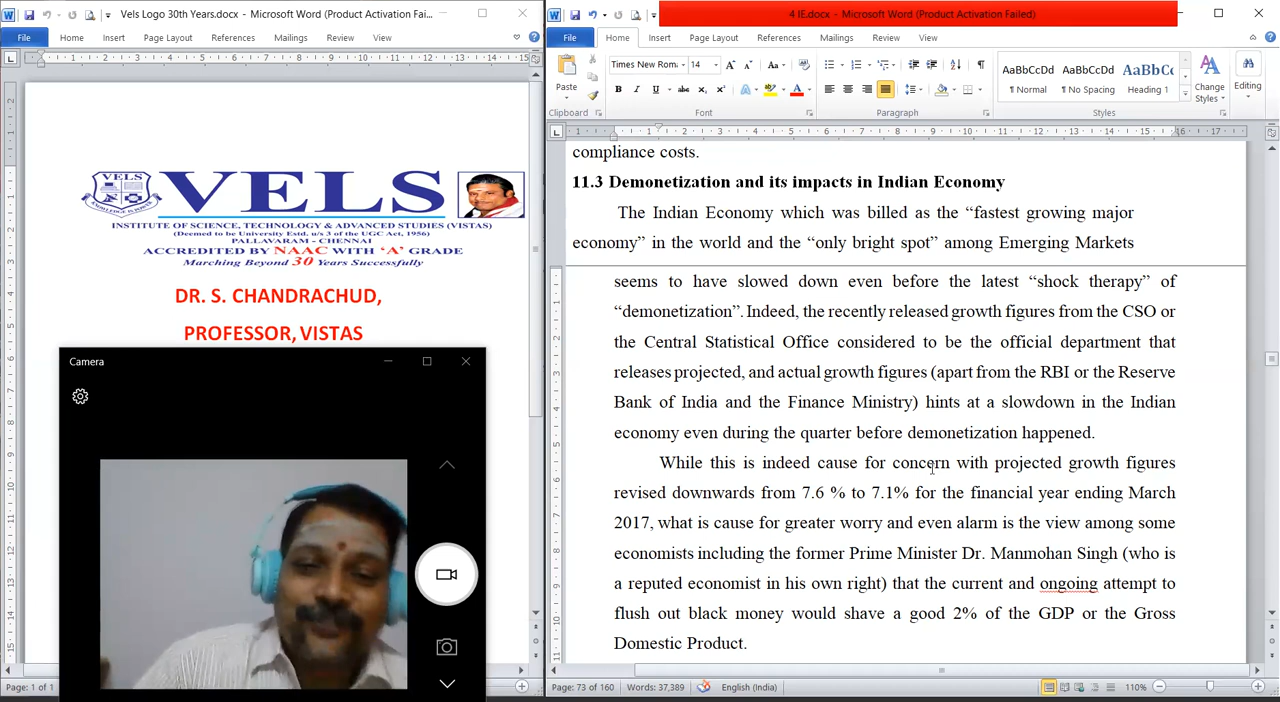 Vels Logo 30th Years.docx - Microsoft Word (Product Activation Fai...
File Home Insert Page Layout References Mailings Review View
VELS
INSTITUTE OF SCIENCE, TECHNOLOGY & ADVANCED STUDIES (VISTAS)
(Deemed to be University Estd. u/s 3 of the UGC Act, 1956)
PALLAVARAM - CHENNAI
ACCREDITED BY NAAC WITH ‘A’ GRADE
Marching Beyond 30 Years Successfully
DR. S. CHANDRACHUD,
PROFESSOR, VISTAS
Camera
Page: 1 of 1
4 IE.docx - Microsoft Word (Product Activation Failed)
File Home Insert Page Layout References Mailings Review View
Times New Rom 14
Paste
AaBbCcDd AaBbCcDd AaBbCc
¶ Normal ¶ No Spacing Heading 1
Change Styles
Editing
Clipboard Font Paragraph Styles
compliance costs.
11.3 Demonetization and its impacts in Indian Economy
The Indian Economy which was billed as the “fastest growing major
economy” in the world and the “only bright spot” among Emerging Markets
seems to have slowed down even before the latest “shock therapy” of
“demonetization”. Indeed, the recently released growth figures from the CSO or
the Central Statistical Office considered to be the official department that
releases projected, and actual growth figures (apart from the RBI or the Reserve
Bank of India and the Finance Ministry) hints at a slowdown in the Indian
economy even during the quarter before demonetization happened.
While this is indeed cause for concern with projected growth figures
revised downwards from 7.6 % to 7.1% for the financial year ending March
2017, what is cause for greater worry and even alarm is the view among some
economists including the former Prime Minister Dr. Manmohan Singh (who is
a reputed economist in his own right) that the current and ongoing attempt to
flush out black money would shave a good 2% of the GDP or the Gross
Domestic Product.
Page: 73 of 160 Words: 37,389 English (India) 110%